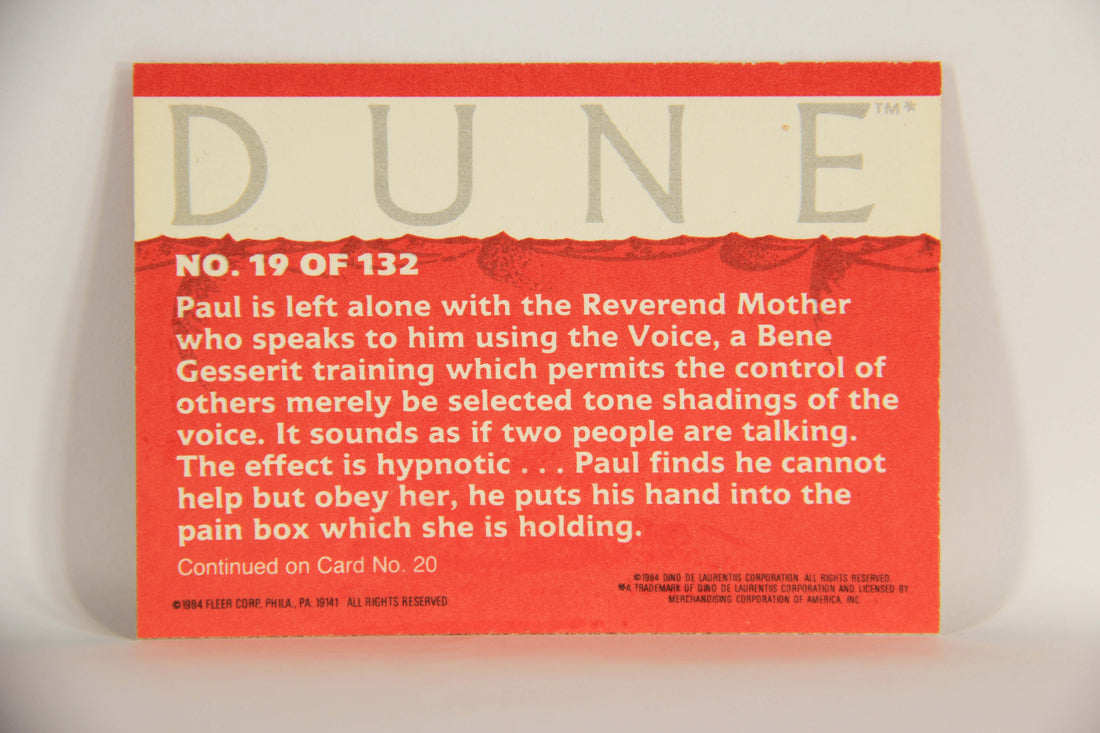 DUNE™*
NO. 19 OF 132
Paul is left alone with the Reverend Mother
who speaks to him using the Voice, a Bene
Gesserit training which permits the control of
others merely be selected tone shadings of the
voice. It sounds as if two people are talking.
The effect is hypnotic . . . Paul finds he cannot
help but obey her, he puts his hand into the
pain box which she is holding.
Continued on Card No. 20
©1984 FLEER CORP., PHILA., PA. 19141 ALL RIGHTS RESERVED
©1984 DINO DE LAURENTIIS CORPORATION. ALL RIGHTS RESERVED.
*A TRADEMARK OF DINO DE LAURENTIIS CORPORATION AND LICENSED BY
MERCHANDISING CORPORATION OF AMERICA, INC.